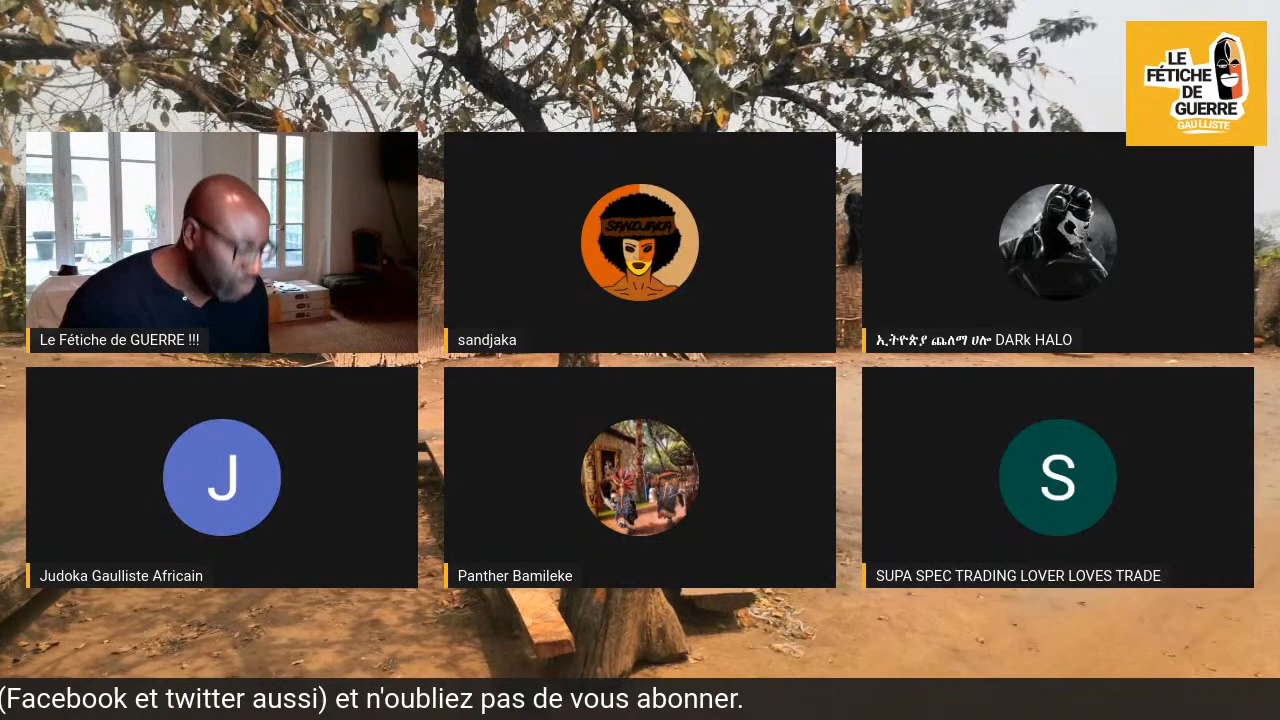 LE
FÉTICHE
DE
GUERRE
GAULLISTE
Le Fétiche de GUERRE !!!
SANDJAKA
sandjaka
ኢትዮጵያ ጨለማ ሀሎ DARk HALO
J
Judoka Gaulliste Africain
Panther Bamileke
S
SUPA SPEC TRADING LOVER LOVES TRADE
(Facebook et twitter aussi) et n'oubliez pas de vous abonner.